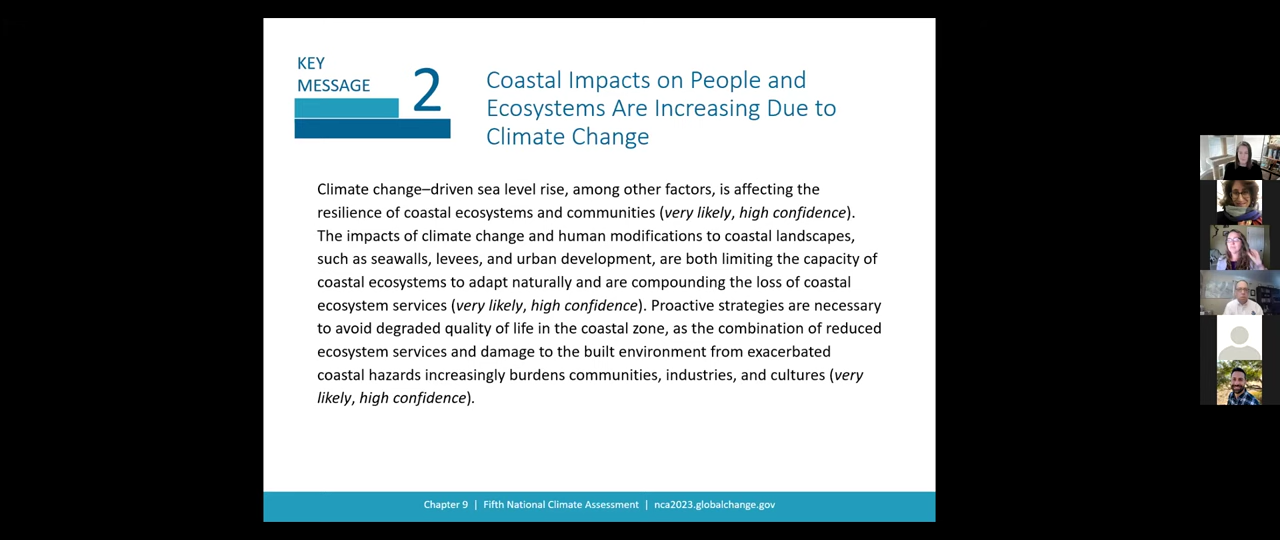 KEY
MESSAGE
2
Coastal Impacts on People and
Ecosystems Are Increasing Due to
Climate Change
Climate change–driven sea level rise, among other factors, is affecting the
resilience of coastal ecosystems and communities (very likely, high confidence).
The impacts of climate change and human modifications to coastal landscapes,
such as seawalls, levees, and urban development, are both limiting the capacity of
coastal ecosystems to adapt naturally and are compounding the loss of coastal
ecosystem services (very likely, high confidence). Proactive strategies are necessary
to avoid degraded quality of life in the coastal zone, as the combination of reduced
ecosystem services and damage to the built environment from exacerbated
coastal hazards increasingly burdens communities, industries, and cultures (very
likely, high confidence).
Chapter 9 | Fifth National Climate Assessment | nca2023.globalchange.gov